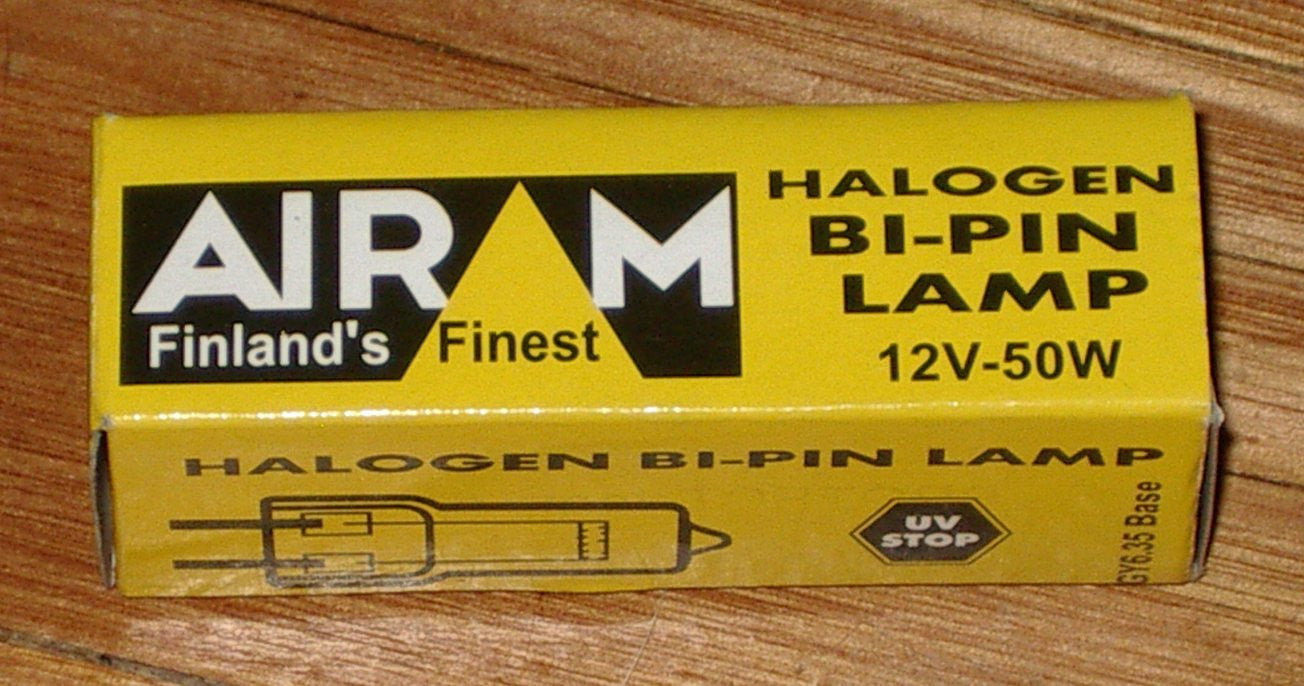 AIRAM
Finland's Finest
HALOGEN
BI-PIN
LAMP
12V-50W
HALOGEN BI-PIN LAMP
UV
STOP
GY6.35 Base